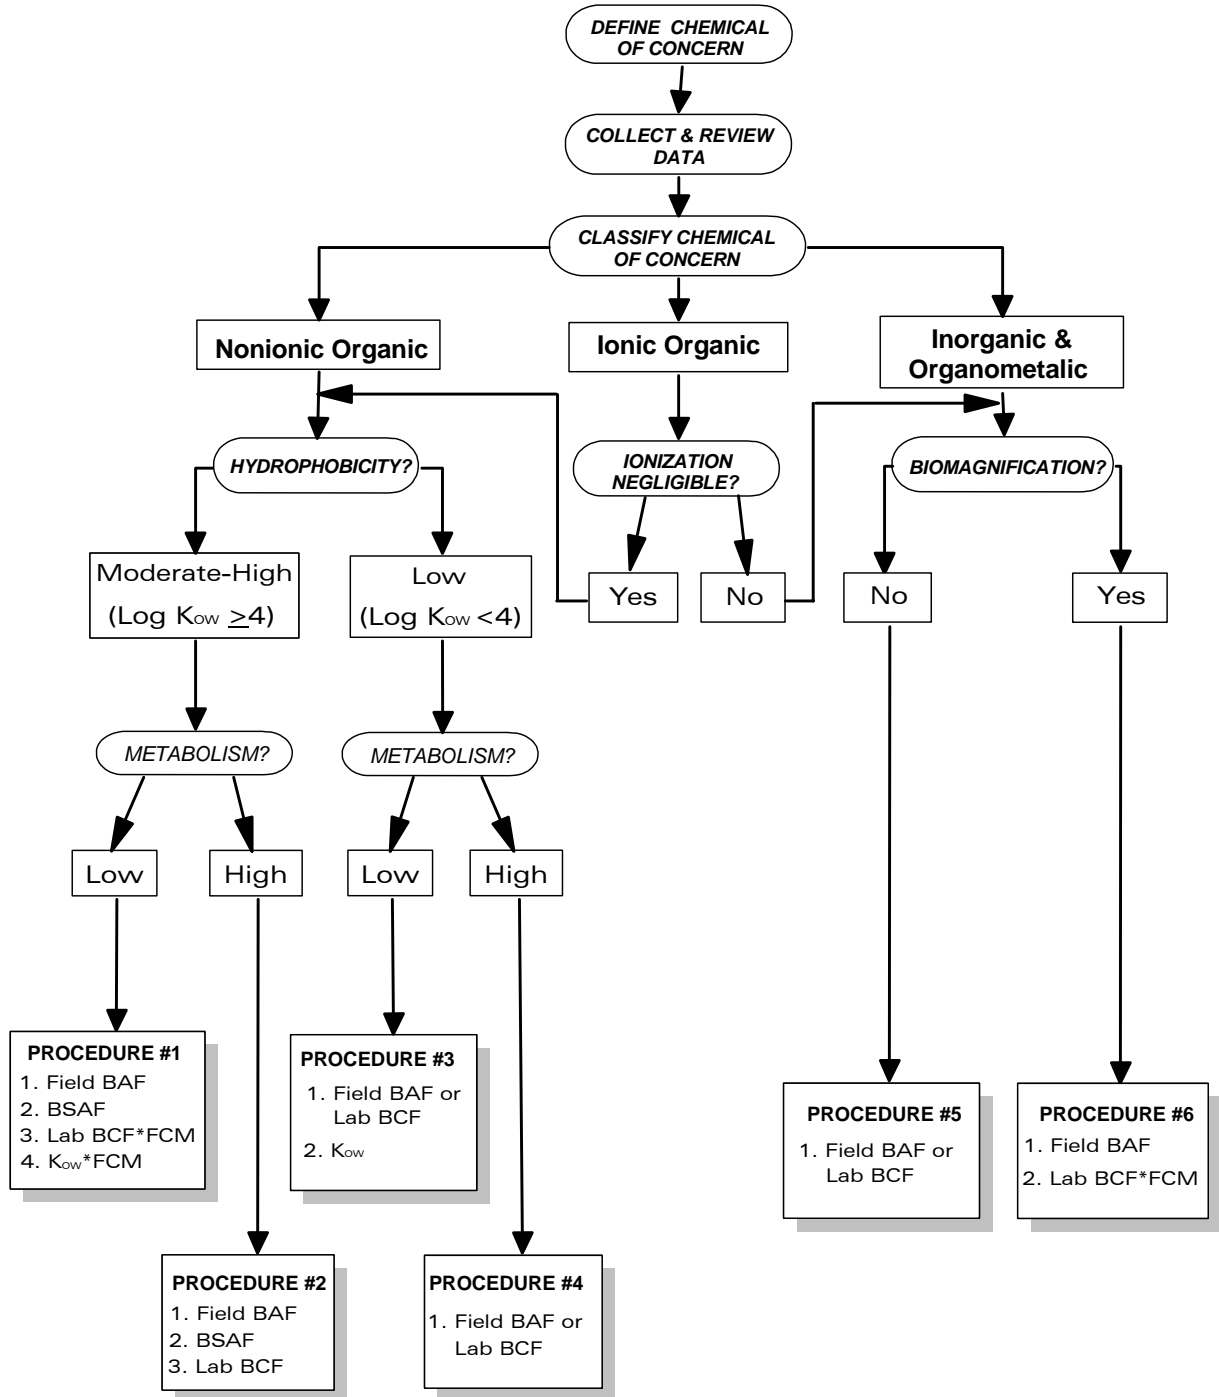 DEFINE CHEMICAL
OF CONCERN
COLLECT & REVIEW
DATA
CLASSIFY CHEMICAL
OF CONCERN
Nonionic Organic
Ionic Organic
Inorganic &
Organometalic
HYDROPHOBICITY?
IONIZATION
NEGLIGIBLE?
BIOMAGNIFICATION?
Moderate-High
(Log Kow ≥4)
Low
(Log Kow <4)
Yes
No
No
Yes
METABOLISM?
METABOLISM?
Low
High
Low
High
PROCEDURE #1
1. Field BAF
2. BSAF
3. Lab BCF*FCM
4. Kow*FCM
PROCEDURE #3
1. Field BAF or
Lab BCF
2. Kow
PROCEDURE #5
1. Field BAF or
Lab BCF
PROCEDURE #6
1. Field BAF
2. Lab BCF*FCM
PROCEDURE #2
1. Field BAF
2. BSAF
3. Lab BCF
PROCEDURE #4
1. Field BAF or
Lab BCF